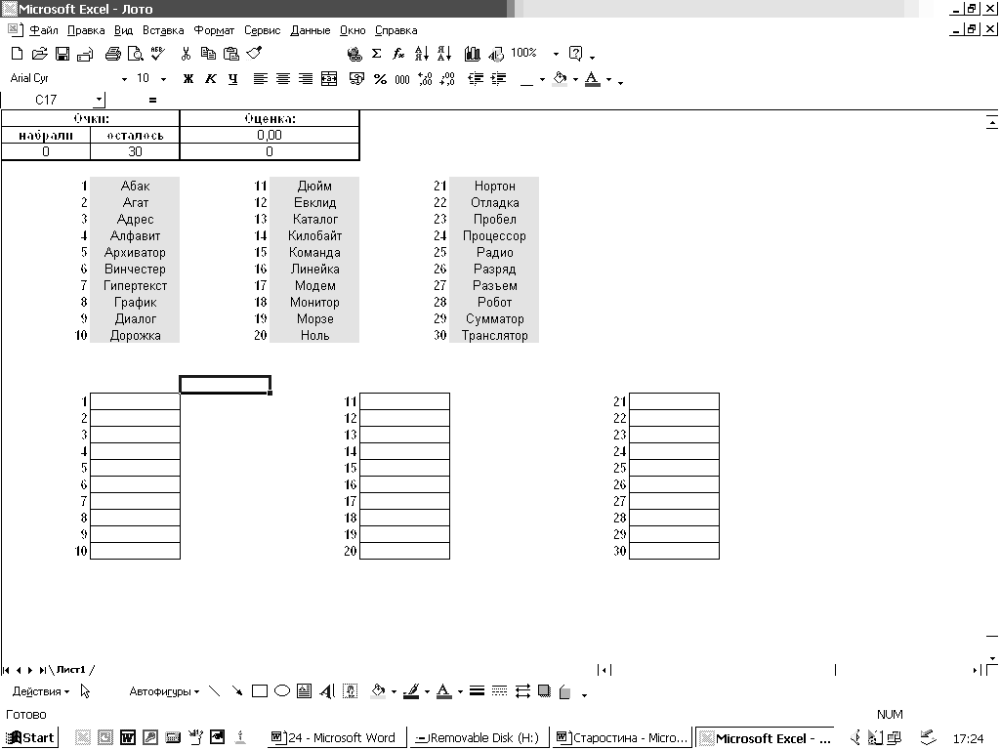 Microsoft Excel - Лото
Файл Правка Вид Вставка Формат Сервис Данные Окно Справка
100%
Arial Cyr 10 Ж К Ч % 000
C17 =
Очки: Оценка:
набрали осталось 0,00
0 30 0
1 Абак 11 Дюйм 21 Нортон
2 Агат 12 Евклид 22 Отладка
3 Адрес 13 Каталог 23 Пробел
4 Алфавит 14 Килобайт 24 Процессор
5 Архиватор 15 Команда 25 Радио
6 Винчестер 16 Линейка 26 Разряд
7 Гипертекст 17 Модем 27 Разъем
8 График 18 Монитор 28 Робот
9 Диалог 19 Морзе 29 Сумматор
10 Дорожка 20 Ноль 30 Транслятор
1 11 21
2 12 22
3 13 23
4 14 24
5 15 25
6 16 26
7 17 27
8 18 28
9 19 29
10 20 30
Лист1
Действия Автофигуры
Готово NUM
Start 24 - Microsoft Word Removable Disk (H:) Старостина - Micro... Microsoft Excel - ... 17:24